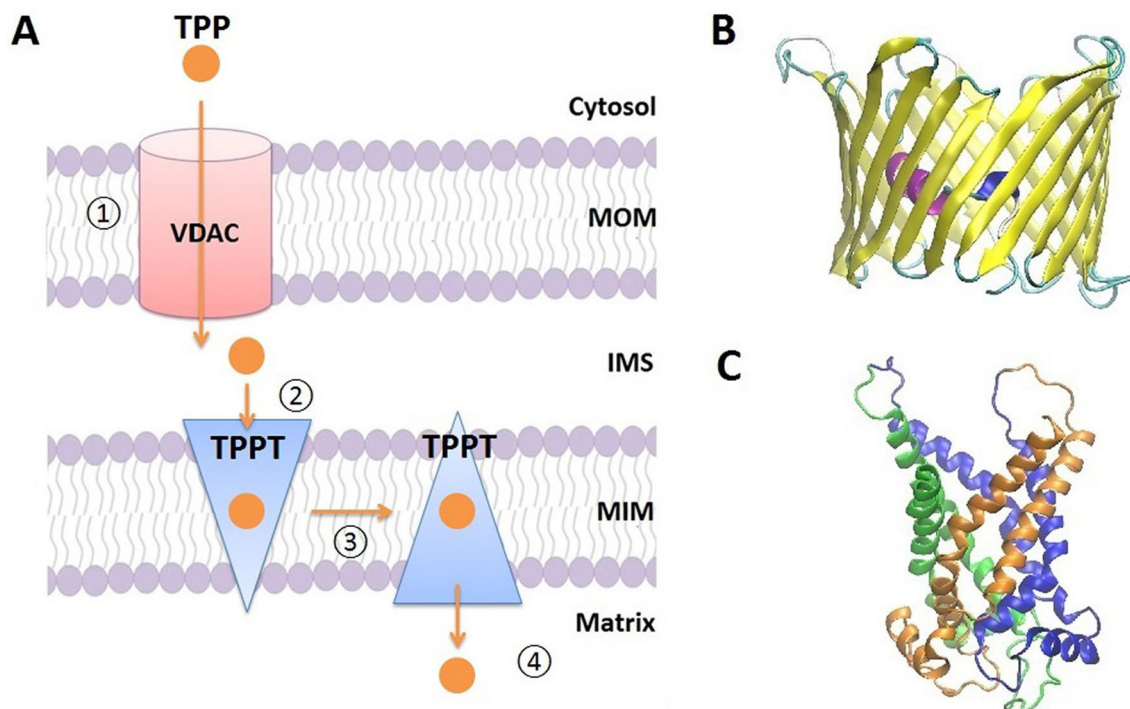 A
TPP
Cytosol
①
VDAC
MOM
IMS
②
TPPT
TPPT
③
MIM
Matrix
④
B
C